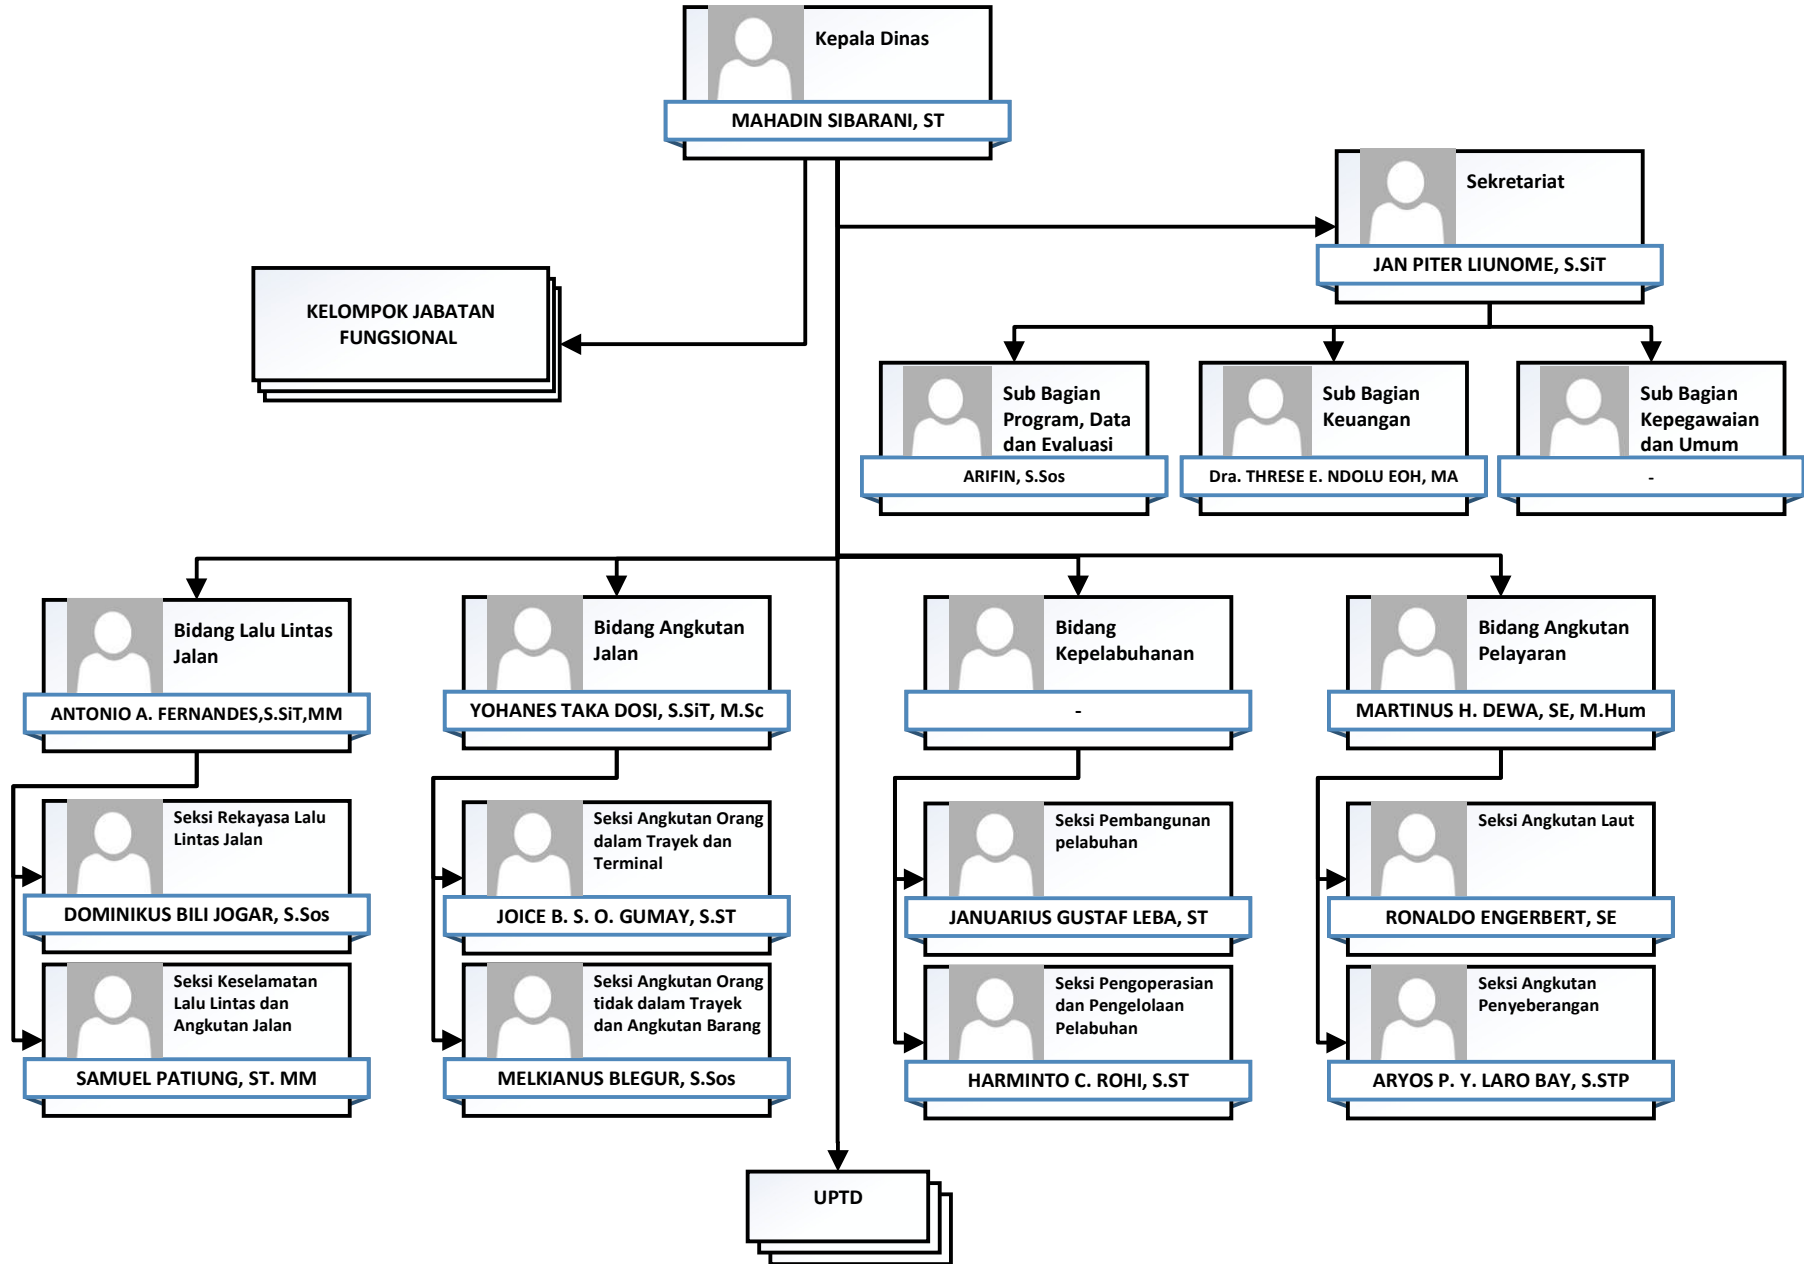 Kepala Dinas
MAHADIN SIBARANI, ST
Sekretariat
JAN PITER LIUNOME, S.SiT
KELOMPOK JABATAN
FUNGSIONAL
Sub Bagian
Program, Data
dan Evaluasi
ARIFIN, S.Sos
Sub Bagian
Keuangan
Dra. THRESE E. NDOLU EOH, MA
Sub Bagian
Kepegawaian
dan Umum
-
Bidang Lalu Lintas
Jalan
ANTONIO A. FERNANDES,S.SiT,MM
Bidang Angkutan
Jalan
YOHANES TAKA DOSI, S.SiT, M.Sc
Bidang
Kepelabuhanan
-
Bidang Angkutan
Pelayaran
MARTINUS H. DEWA, SE, M.Hum
Seksi Rekayasa Lalu
Lintas Jalan
DOMINIKUS BILI JOGAR, S.Sos
Seksi Angkutan Orang
dalam Trayek dan
Terminal
JOICE B. S. O. GUMAY, S.ST
Seksi Pembangunan
pelabuhan
JANUARIUS GUSTAF LEBA, ST
Seksi Angkutan Laut
RONALDO ENGERBERT, SE
Seksi Keselamatan
Lalu Lintas dan
Angkutan Jalan
SAMUEL PATIUNG, ST. MM
Seksi Angkutan Orang
tidak dalam Trayek
dan Angkutan Barang
MELKIANUS BLEGUR, S.Sos
Seksi Pengoperasian
dan Pengelolaan
Pelabuhan
HARMINTO C. ROHI, S.ST
Seksi Angkutan
Penyeberangan
ARYOS P. Y. LARO BAY, S.STP
UPTD